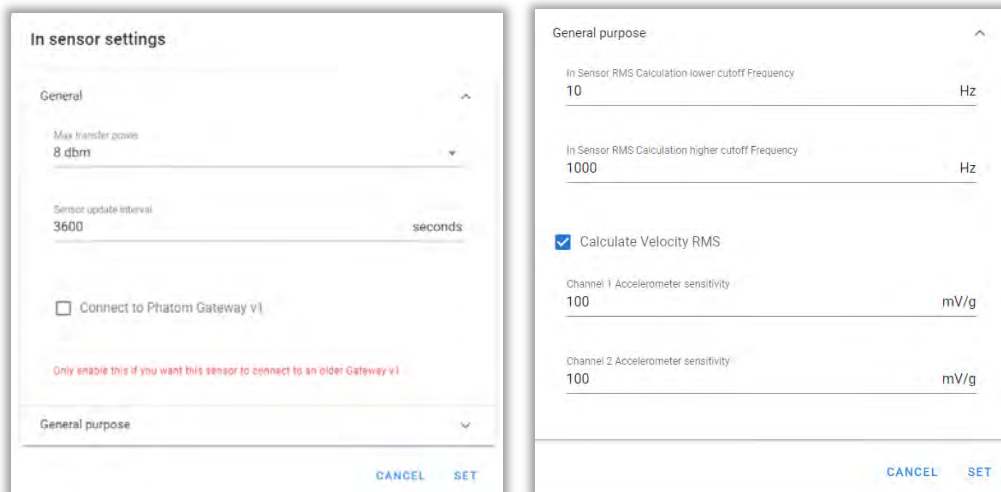 In sensor settings
General
Max transfer power
8 dbm
Sensor update interval
3600 seconds
Connect to Phatom Gateway v1
Only enable this if you want this sensor to connect to an older Gateway v1
General purpose
CANCEL SET
General purpose
In Sensor RMS Calculation lower cutoff Frequency
10 Hz
In Sensor RMS Calculation higher cutoff Frequency
1000 Hz
Calculate Velocity RMS
Channel 1 Accelerometer sensitivity
100 mV/g
Channel 2 Accelerometer sensitivity
100 mV/g
CANCEL SET